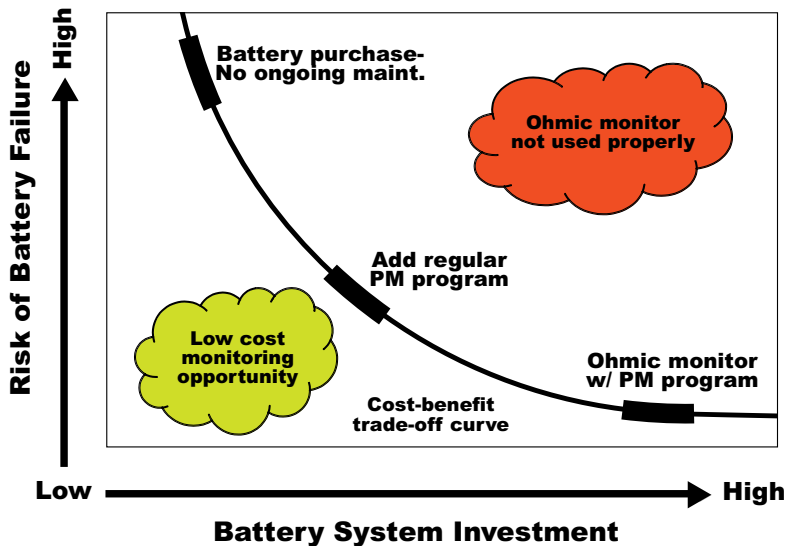 High
Risk of Battery Failure
Battery purchase-
No ongoing maint.
Ohmic monitor
not used properly
Add regular
PM program
Low cost
monitoring
opportunity
Ohmic monitor
w/ PM program
Cost-benefit
trade-off curve
Low
High
Battery System Investment